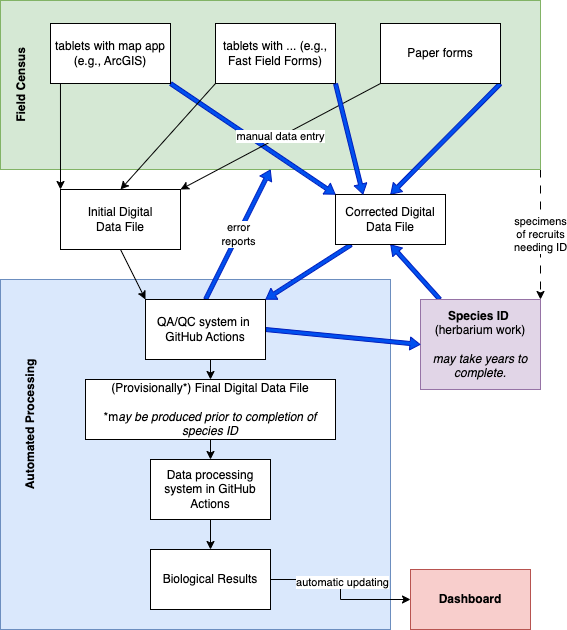 Field Census
tablets with map app
(e.g., ArcGIS)
tablets with ... (e.g.,
Fast Field Forms)
Paper forms
manual data entry
Initial Digital
Data File
error
reports
Corrected Digital
Data File
specimens
of recruits
needing ID
Automated Processing
QA/QC system in
GitHub Actions
Species ID
(herbarium work)
may take years to
complete.
(Provisionally*) Final Digital Data File
*may be produced prior to completion of
species ID
Data processing
system in GitHub
Actions
Biological Results
automatic updating
Dashboard